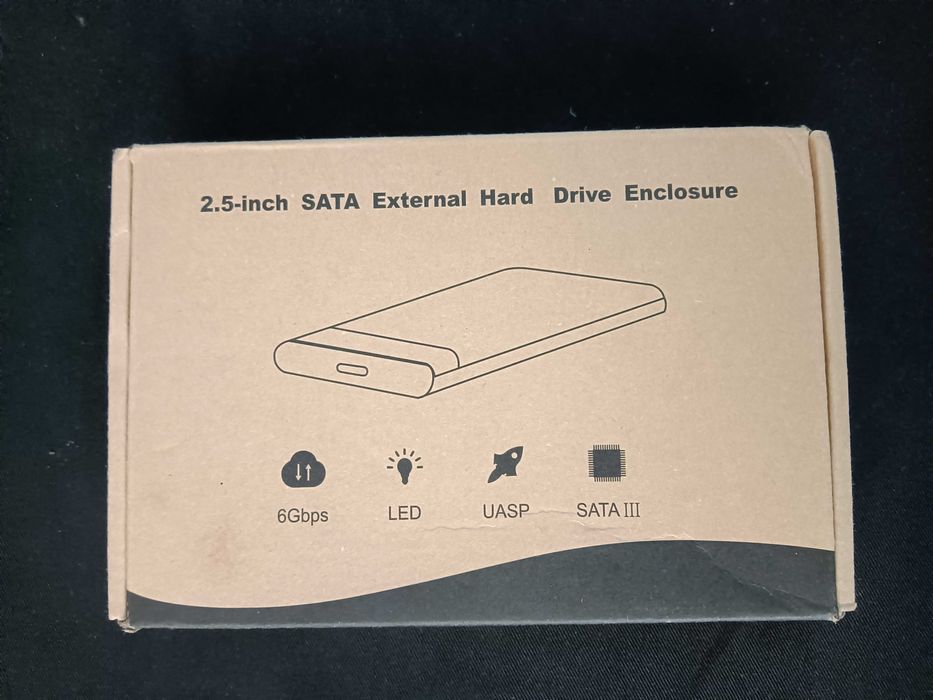 2.5-inch SATA External Hard Drive Enclosure
6Gbps LED UASP SATA III